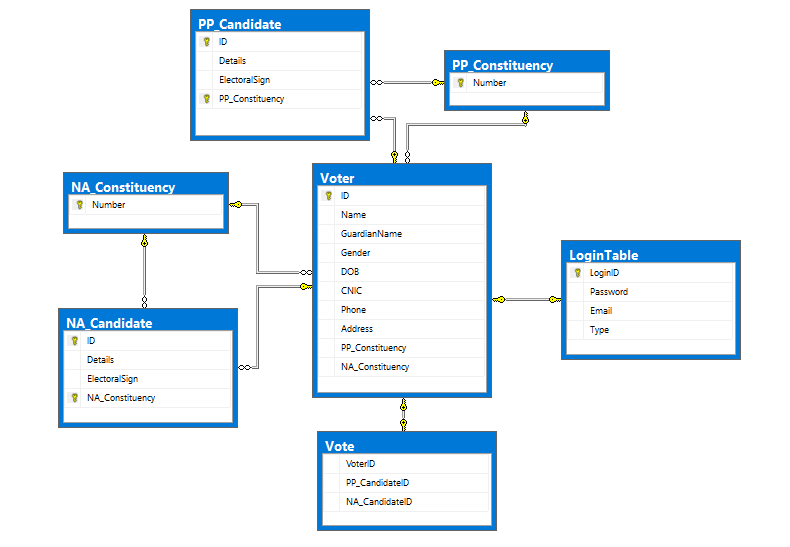 PP_Candidate
ID
Details
ElectoralSign
PP_Constituency
PP_Constituency
Number
NA_Constituency
Number
Voter
ID
Name
GuardianName
Gender
DOB
CNIC
Phone
Address
PP_Constituency
NA_Constituency
LoginTable
LoginID
Password
Email
Type
NA_Candidate
ID
Details
ElectoralSign
NA_Constituency
Vote
VoterID
PP_CandidateID
NA_CandidateID